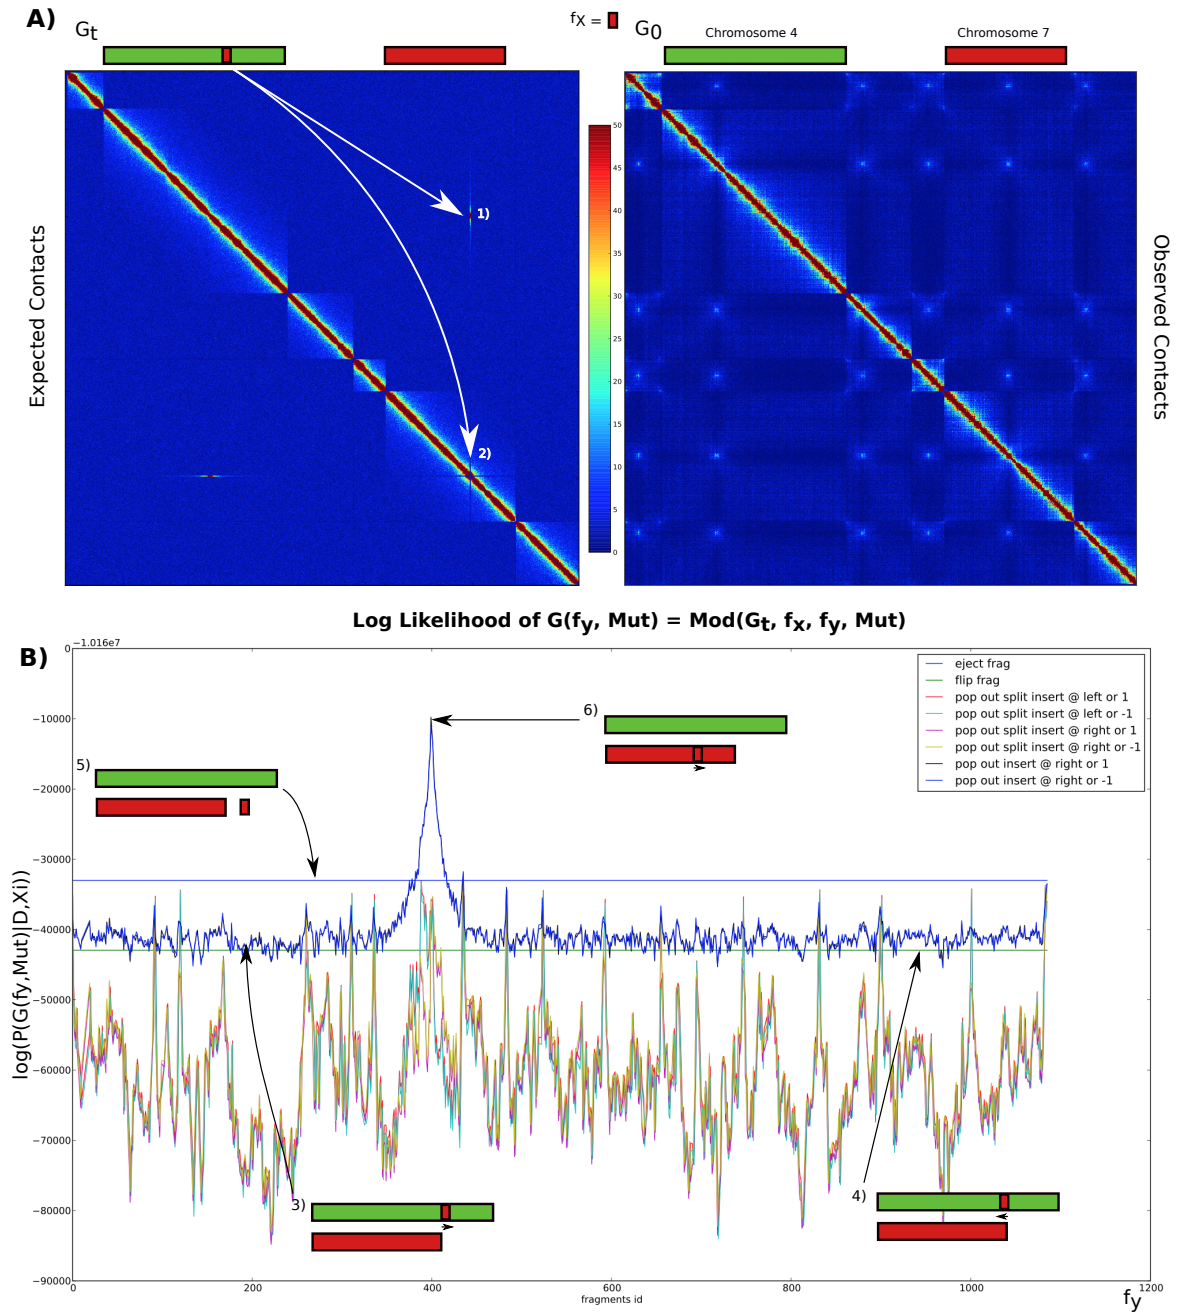 A)
Gt
fX =
G0
Chromosome 4
Chromosome 7
Expected Contacts
1)
2)
50
45
40
35
30
25
20
15
10
5
0
Observed Contacts
Log Likelihood of G(fy, Mut) = Mod(Gt, fx, fy, Mut)
B)
−1.016e7
0
−10000
−20000
−30000
−40000
−50000
−60000
−70000
−80000
−90000
log(P(G(fy,Mut)|D,Xi))
eject frag
flip frag
pop out split insert @ left or 1
pop out split insert @ left or -1
pop out split insert @ right or 1
pop out split insert @ right or -1
pop out insert @ right or 1
pop out insert @ right or -1
6)
5)
3)
4)
0 200 400 600 800 1000 1200
fragments id
fy